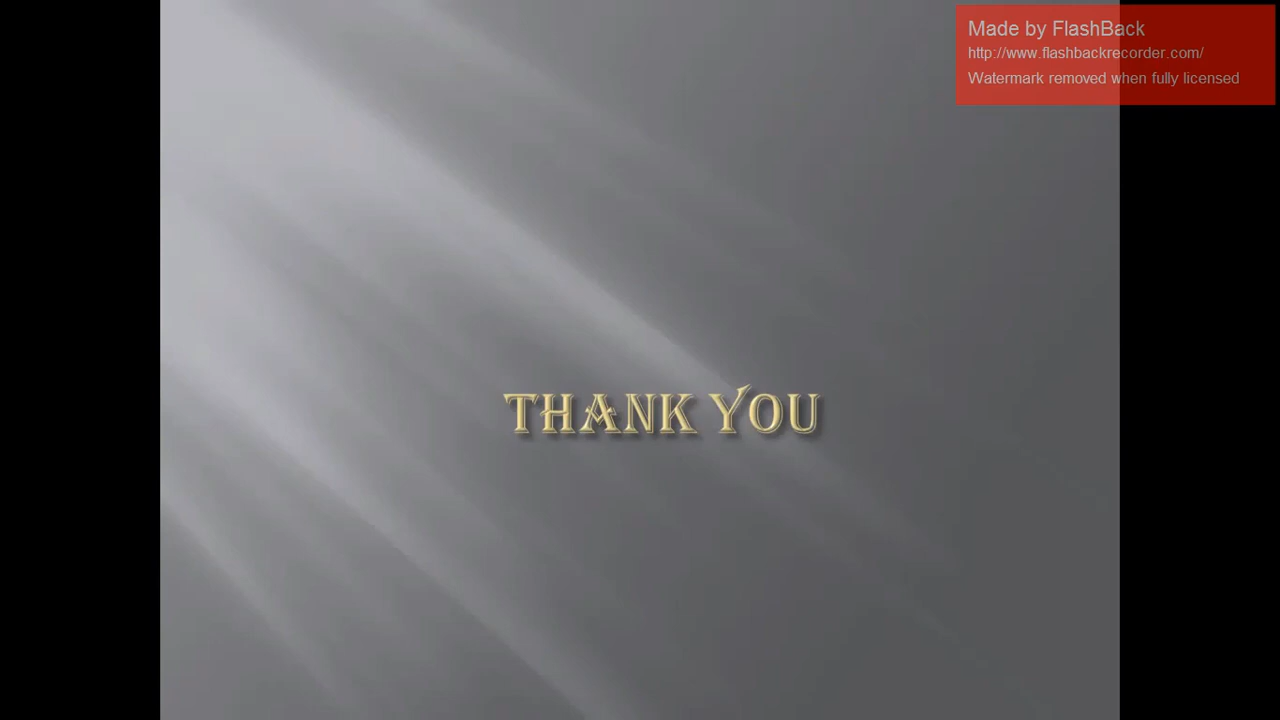 Made by FlashBack
http://www.flashbackrecorder.com/
Watermark removed when fully licensed
THANK YOU